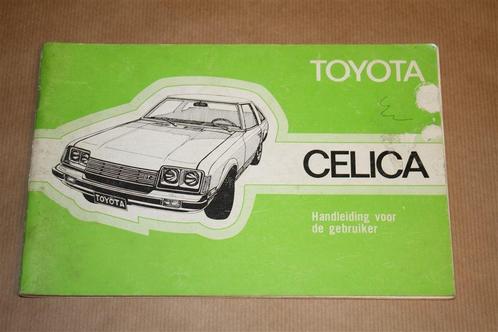 TOYOTA
CELICA
Handleiding voor
de gebruiker
TOYOTA